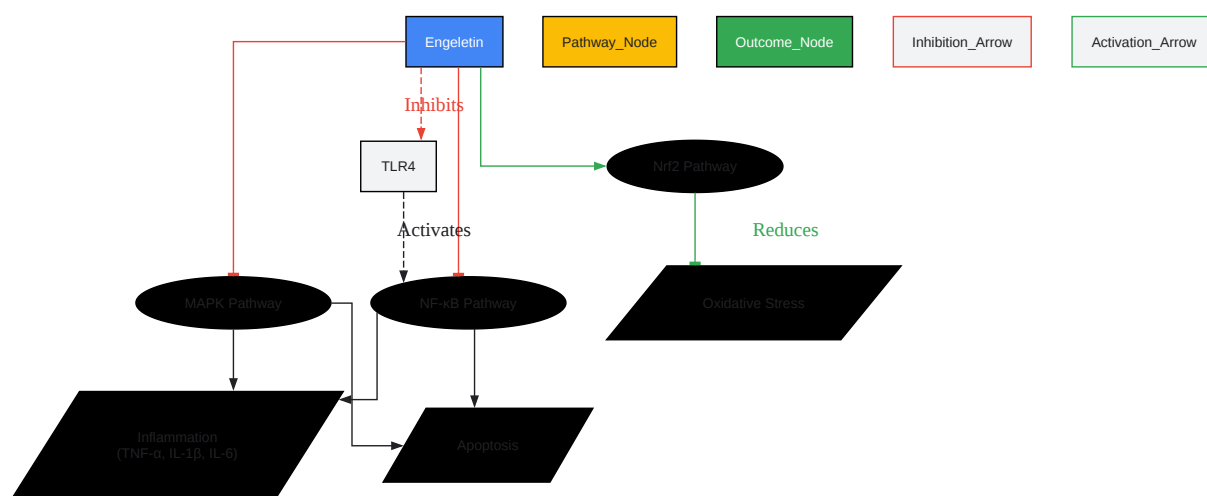 Engeletin
Pathway_Node
Outcome_Node
Inhibition_Arrow
Activation_Arrow
Inhibits
TLR4
Nrf2 Pathway
Activates
Reduces
MAPK Pathway
NF-κB Pathway
Oxidative Stress
Inflammation
(TNF-α, IL-1β, IL-6)
Apoptosis